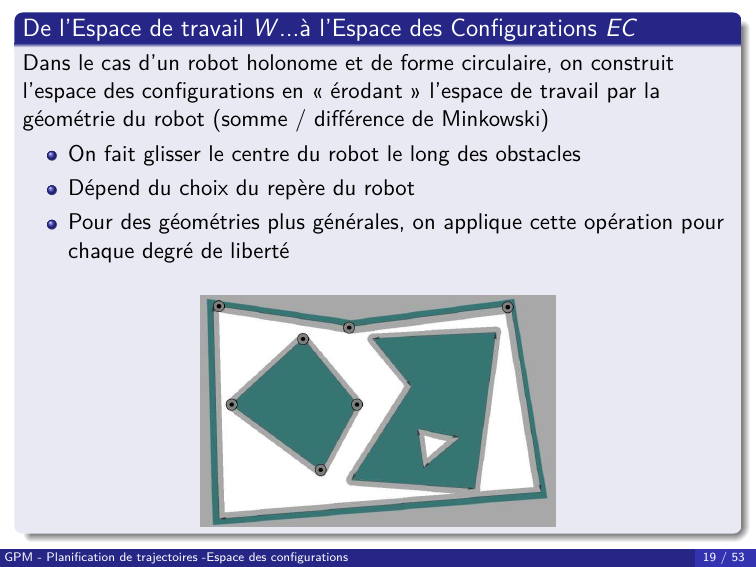 De l'Espace de travail W ...à l'Espace des Configurations EC
Dans le cas d'un robot holonome et de forme circulaire, on construit
l'espace des configurations en « érodant » l'espace de travail par la
géométrie du robot (somme / différence de Minkowski)
On fait glisser le centre du robot le long des obstacles
Dépend du choix du repère du robot
Pour des géométries plus générales, on applique cette opération pour
chaque degré de liberté
GPM - Planification de trajectoires -Espace des configurations
19 / 53